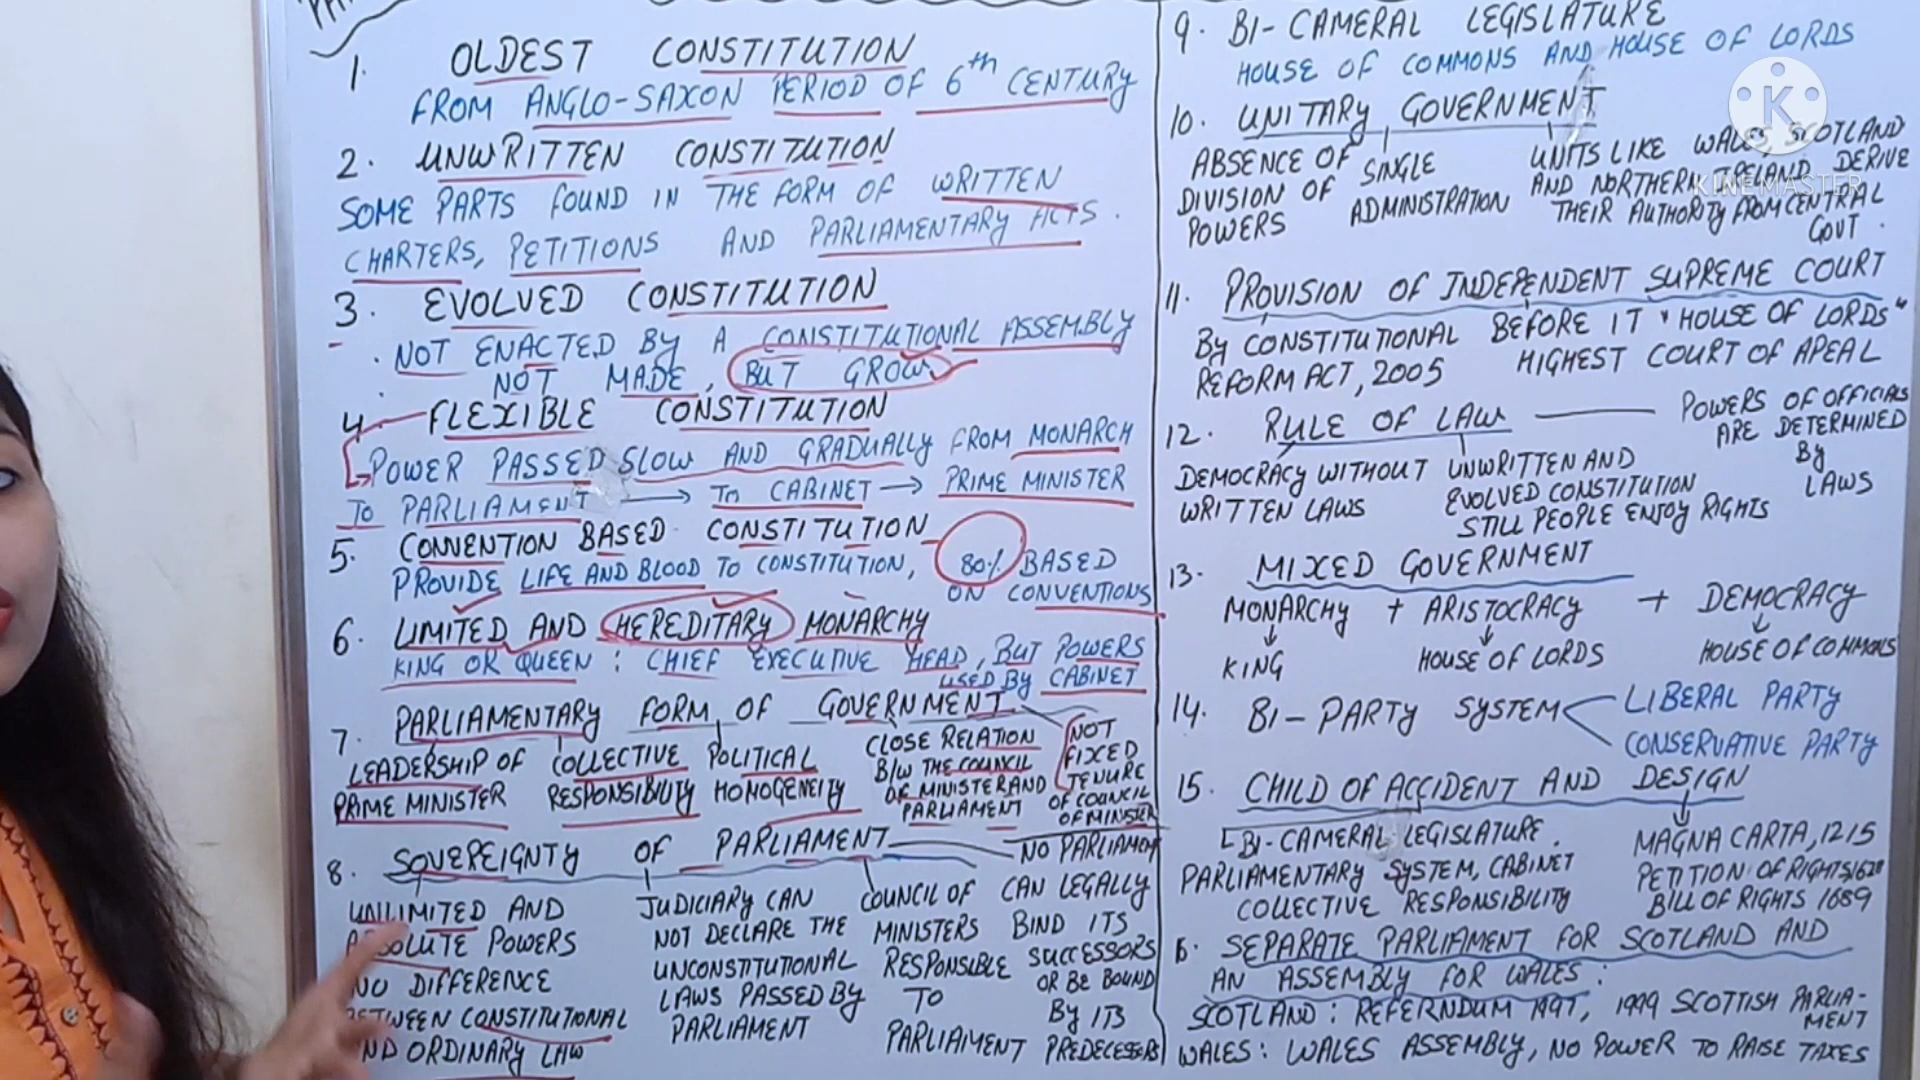 1. OLDEST CONSTITUTION
FROM ANGLO-SAXON PERIOD OF 6th CENTURY
2. UNWRITTEN CONSTITUTION
SOME PARTS FOUND IN THE FORM OF WRITTEN
CHARTERS, PETITIONS AND PARLIAMENTARY ACTS.
3. EVOLVED CONSTITUTION
. NOT ENACTED BY A CONSTITUTIONAL ASSEMBLY
. NOT MADE, BUT GROW
4. FLEXIBLE CONSTITUTION
POWER PASSED SLOW AND GRADUALLY FROM MONARCH
TO PARLIAMENT → TO CABINET → PRIME MINISTER
5. CONVENTION BASED CONSTITUTION
PROVIDE LIFE AND BLOOD TO CONSTITUTION, 80% BASED
ON CONVENTIONS
6. LIMITED AND HEREDITARY MONARCHY
KING OR QUEEN : CHIEF EXECUTIVE HEAD, BUT POWERS
USED BY CABINET
7. PARLIAMENTARY FORM OF GOVERNMENT
LEADERSHIP OF
PRIME MINISTER
COLLECTIVE
RESPONSIBILITY
POLITICAL
HOMOGENEITY
CLOSE RELATION
B/W THE COUNCIL
OF MINISTER AND
PARLIAMENT
NOT
FIXED
TENURE
OF COUNCIL
OF MINSTER
8. SOVEREIGNTY OF PARLIAMENT
UNLIMITED AND
ABSOLUTE POWERS
NO DIFFERENCE
BETWEEN CONSTITUTIONAL
AND ORDINARY LAW
JUDICIARY CAN
NOT DECLARE THE
UNCONSTITUTIONAL
LAWS PASSED BY
PARLIAMENT
COUNCIL OF
MINISTERS
RESPONSIBLE
TO
PARLIAMENT
NO PARLIAMENT
CAN LEGALLY
BIND ITS
SUCCESSORS
OR BE BOUND
BY ITS
PREDECESSERS
9. BI-CAMERAL LEGISLATURE
HOUSE OF COMMONS AND HOUSE OF LORDS
10. UNITARY GOVERNMENT
ABSENCE OF
DIVISION OF
POWERS
SINGLE
ADMINISTRATION
UNITS LIKE WALES, SCOTLAND
AND NORTHERN IRELAND DERIVE
THEIR AUTHORITY FROM CENTRAL
GOVT.
11. PROVISION OF INDEPENDENT SUPREME COURT
BY CONSTITUTIONAL
REFORM ACT, 2005
BEFORE IT "HOUSE OF LORDS"
HIGHEST COURT OF APEAL
12. RULE OF LAW
DEMOCRACY WITHOUT
WRITTEN LAWS
UNWRITTEN AND
EVOLVED CONSTITUTION
STILL PEOPLE ENJOY RIGHTS
POWERS OF OFFICIALS
ARE DETERMINED
BY
LAWS
13. MIXED GOVERNMENT
MONARCHY + ARISTOCRACY + DEMOCRACY
KING HOUSE OF LORDS HOUSE OF COMMONS
14. BI-PARTY SYSTEM
LIBERAL PARTY
CONSERVATIVE PARTY
15. CHILD OF ACCIDENT AND DESIGN
BI-CAMERAL LEGISLATURE.
PARLIAMENTARY SYSTEM, CABINET
COLLECTIVE RESPONSIBILITY
MAGNA CARTA, 1215
PETITION OF RIGHTS, 1628
BILL OF RIGHTS 1689
SEPARATE PARLIAMENT FOR SCOTLAND AND
AN ASSEMBLY FOR WALES :
SCOTLAND : REFERNDUM 1997, 1999 SCOTTISH PARLIA-
MENT
WALES : WALES ASSEMBLY, NO POWER TO RAISE TAXES
K
KINEMASTER